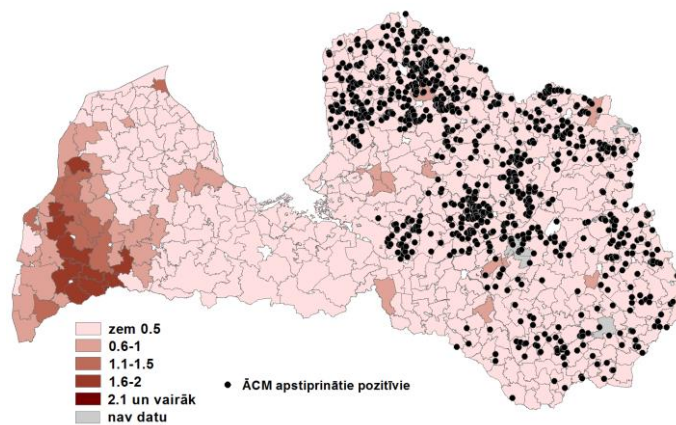 zem 0.5
0.6-1
1.1-1.5
1.6-2
2.1 un vairāk
nav datu
ĀCM apstiprinātie pozitīvie